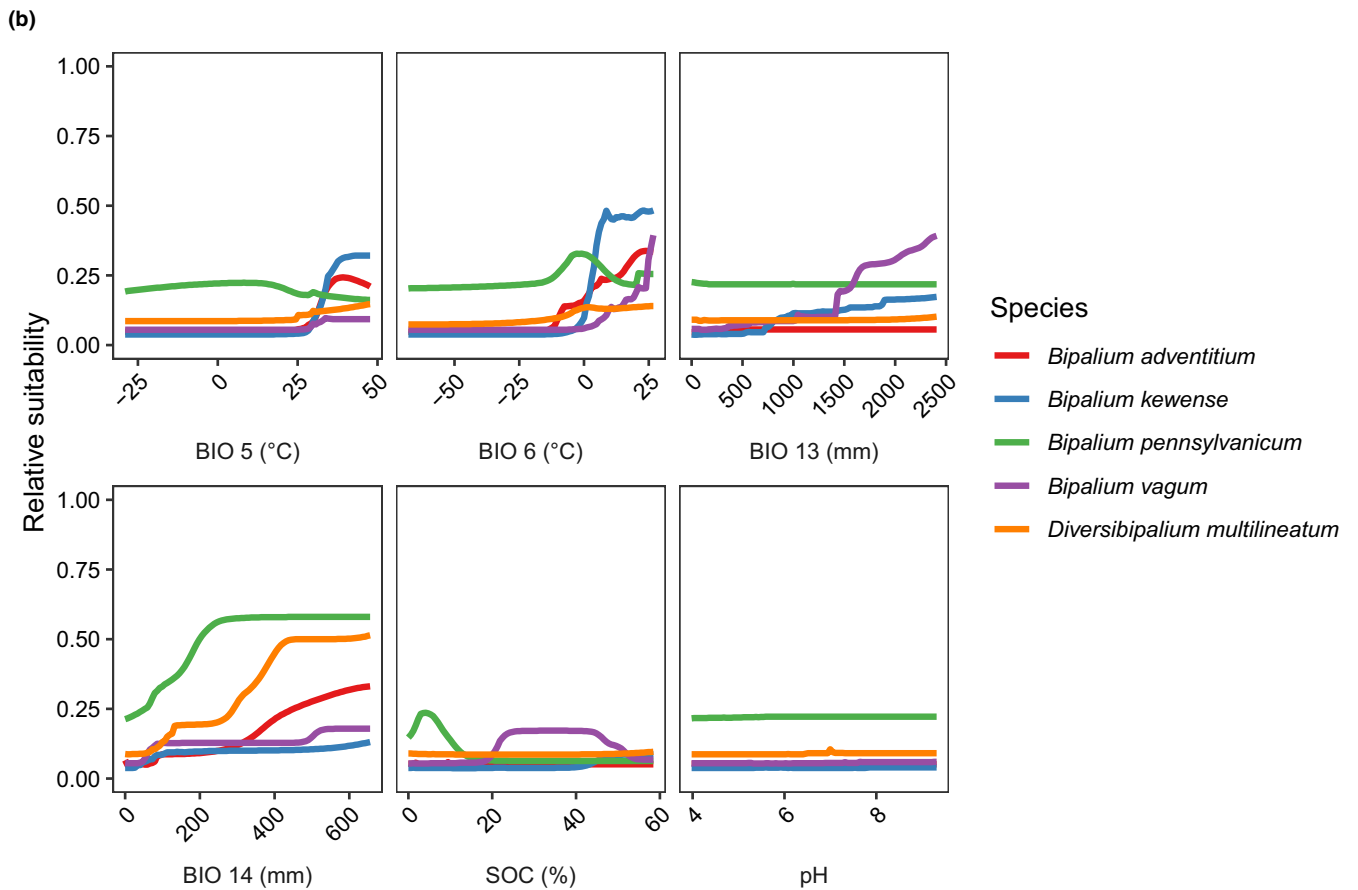 (b)
Relative suitability
1.00
0.75
0.50
0.25
0.00
−25
0
25
50
BIO 5 (°C)
−50
−25
0
25
BIO 6 (°C)
0
500
1000
1500
2000
2500
BIO 13 (mm)
1.00
0.75
0.50
0.25
0.00
0
200
400
600
BIO 14 (mm)
0
20
40
60
SOC (%)
4
6
8
pH
Species
Bipalium adventitium
Bipalium kewense
Bipalium pennsylvanicum
Bipalium vagum
Diversibipalium multilineatum